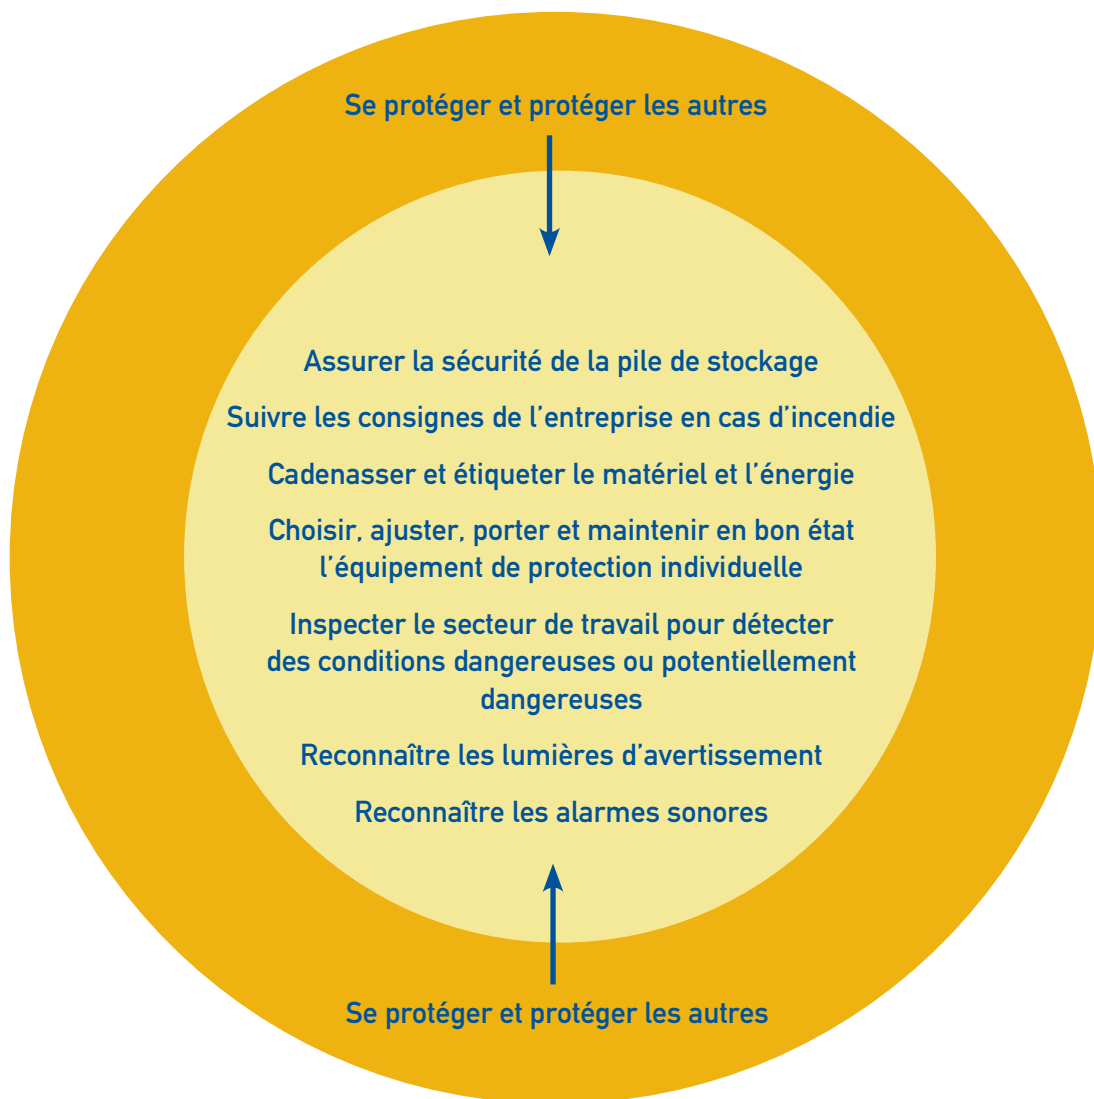 Se protéger et protéger les autres
Assurer la sécurité de la pile de stockage
Suivre les consignes de l'entreprise en cas d'incendie
Cadenasser et étiqueter le matériel et l'énergie
Choisir, ajuster, porter et maintenir en bon état
l'équipement de protection individuelle
Inspecter le secteur de travail pour détecter
des conditions dangereuses ou potentiellement
dangereuses
Reconnaître les lumières d'avertissement
Reconnaître les alarmes sonores
Se protéger et protéger les autres